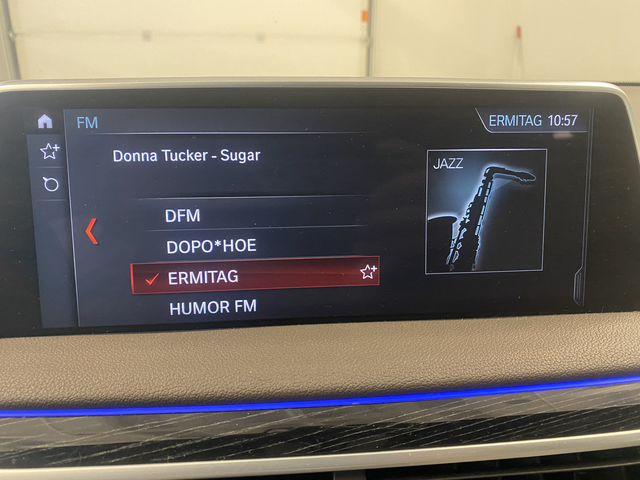 FM
ERMITAG 10:57
Donna Tucker - Sugar
JAZZ
DFM
DOPO*HOE
ERMITAG
HUMOR FM